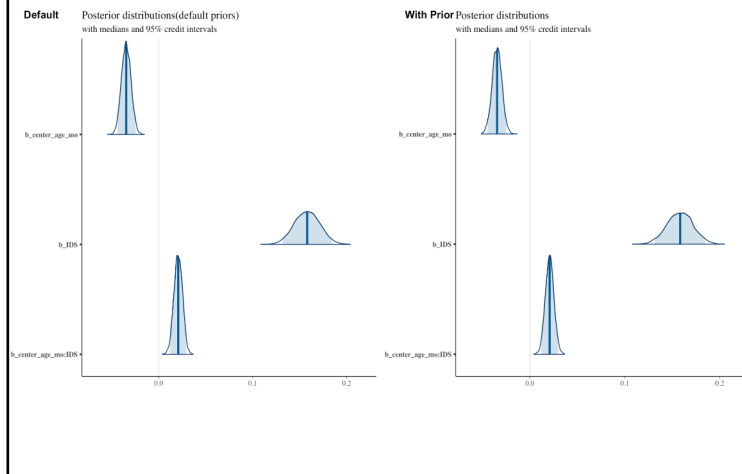 Default
Posterior distributions(default priors)
with medians and 95% credit intervals
b_center_age_mo
b_IDS
b_center_age_mo:IDS
0.0 0.1 0.2
With Prior
Posterior distributions
with medians and 95% credit intervals
b_center_age_mo
b_IDS
b_center_age_mo:IDS
0.0 0.1 0.2